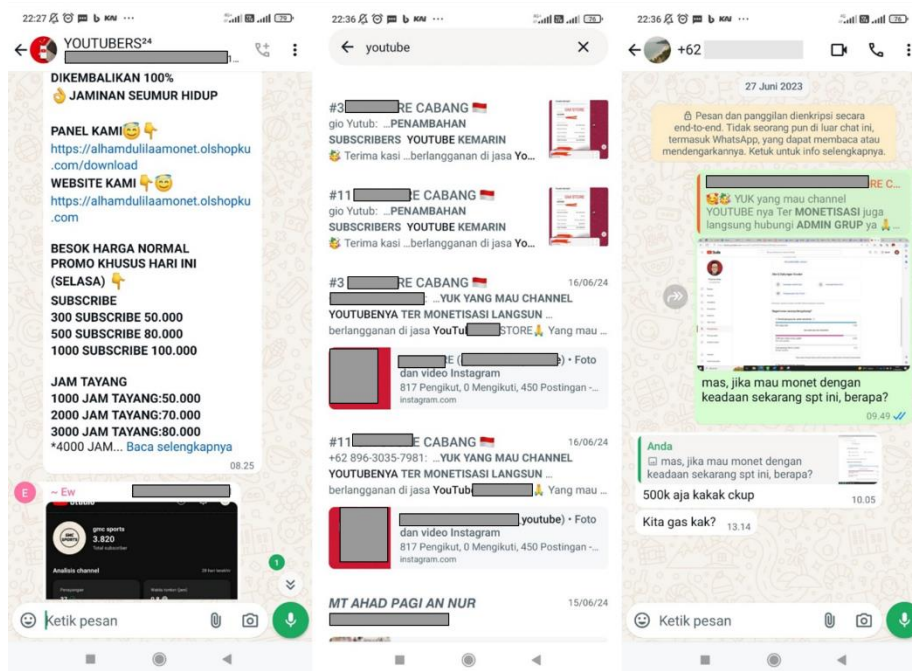 22:27
79
YOUTUBERS²⁴
DIKEMBALIKAN 100%
👌 JAMINAN SEUMUR HIDUP
PANEL KAMI😇👇
https://alhamdulilaamonet.olshopku
.com/download
WEBSITE KAMI👇😇
https://alhamdulilaamonet.olshopku
.com
BESOK HARGA NORMAL
PROMO KHUSUS HARI INI
(SELASA)👇
SUBSCRIBE
300 SUBSCRIBE 50.000
500 SUBSCRIBE 80.000
1000 SUBSCRIBE 100.000
JAM TAYANG
1000 JAM TAYANG:50.000
2000 JAM TAYANG:70.000
3000 JAM TAYANG:80.000
*4000 JAM... Baca selengkapnya
08.25
E
~ Ew
gmc sports
3.820
Total subscriber
Analisis channel
1
Ketik pesan
22:36
76
youtube
#3 RE CABANG 🇮🇩
gio Yutub: ...PENAMBAHAN
SUBSCRIBERS YOUTUBE KEMARIN
🥰 Terima kasi ...berlangganan di jasa Yo...
#11 E CABANG 🇮🇩
gio Yutub: ...PENAMBAHAN
SUBSCRIBERS YOUTUBE KEMARIN
🥰 Terima kasi ...berlangganan di jasa Yo...
#3 CABANG 🇮🇩 16/06/24
: ...YUK YANG MAU CHANNEL
YOUTUBENYA TER MONETISASI LANGSUN ...
berlangganan di jasa YouTu STORE🙏 Yang mau ...
RE ( e) • Foto
dan video Instagram
817 Pengikut, 0 Mengikuti, 450 Postingan -...
instagram.com
#11 E CABANG 🇮🇩 16/06/24
+62 896-3035-7981: ...YUK YANG MAU CHANNEL
YOUTUBENYA TER MONETISASI LANGSUN ...
berlangganan di jasa YouTub 🙏 Yang mau ...
.youtube) • Foto
dan video Instagram
817 Pengikut, 0 Mengikuti, 450 Postingan -...
instagram.com
MT AHAD PAGI AN NUR 15/06/24
22:36
76
+62
27 Juni 2023
Pesan dan panggilan dienkripsi secara
end-to-end. Tidak seorang pun di luar chat ini,
termasuk WhatsApp, yang dapat membaca atau
mendengarkannya. Ketuk untuk info selengkapnya.
RE C...
🥰🥰 YUK yang mau channel
YOUTUBE nya Ter MONETISASI juga
langsung hubungi ADMIN GRUP ya 🙏...
mas, jika mau monet dengan
keadaan sekarang spt ini, berapa?
09.49
Anda
mas, jika mau monet dengan
keadaan sekarang spt ini, berapa?
500k aja kakak ckup
10.05
Kita gas kak?
13.14
Ketik pesan